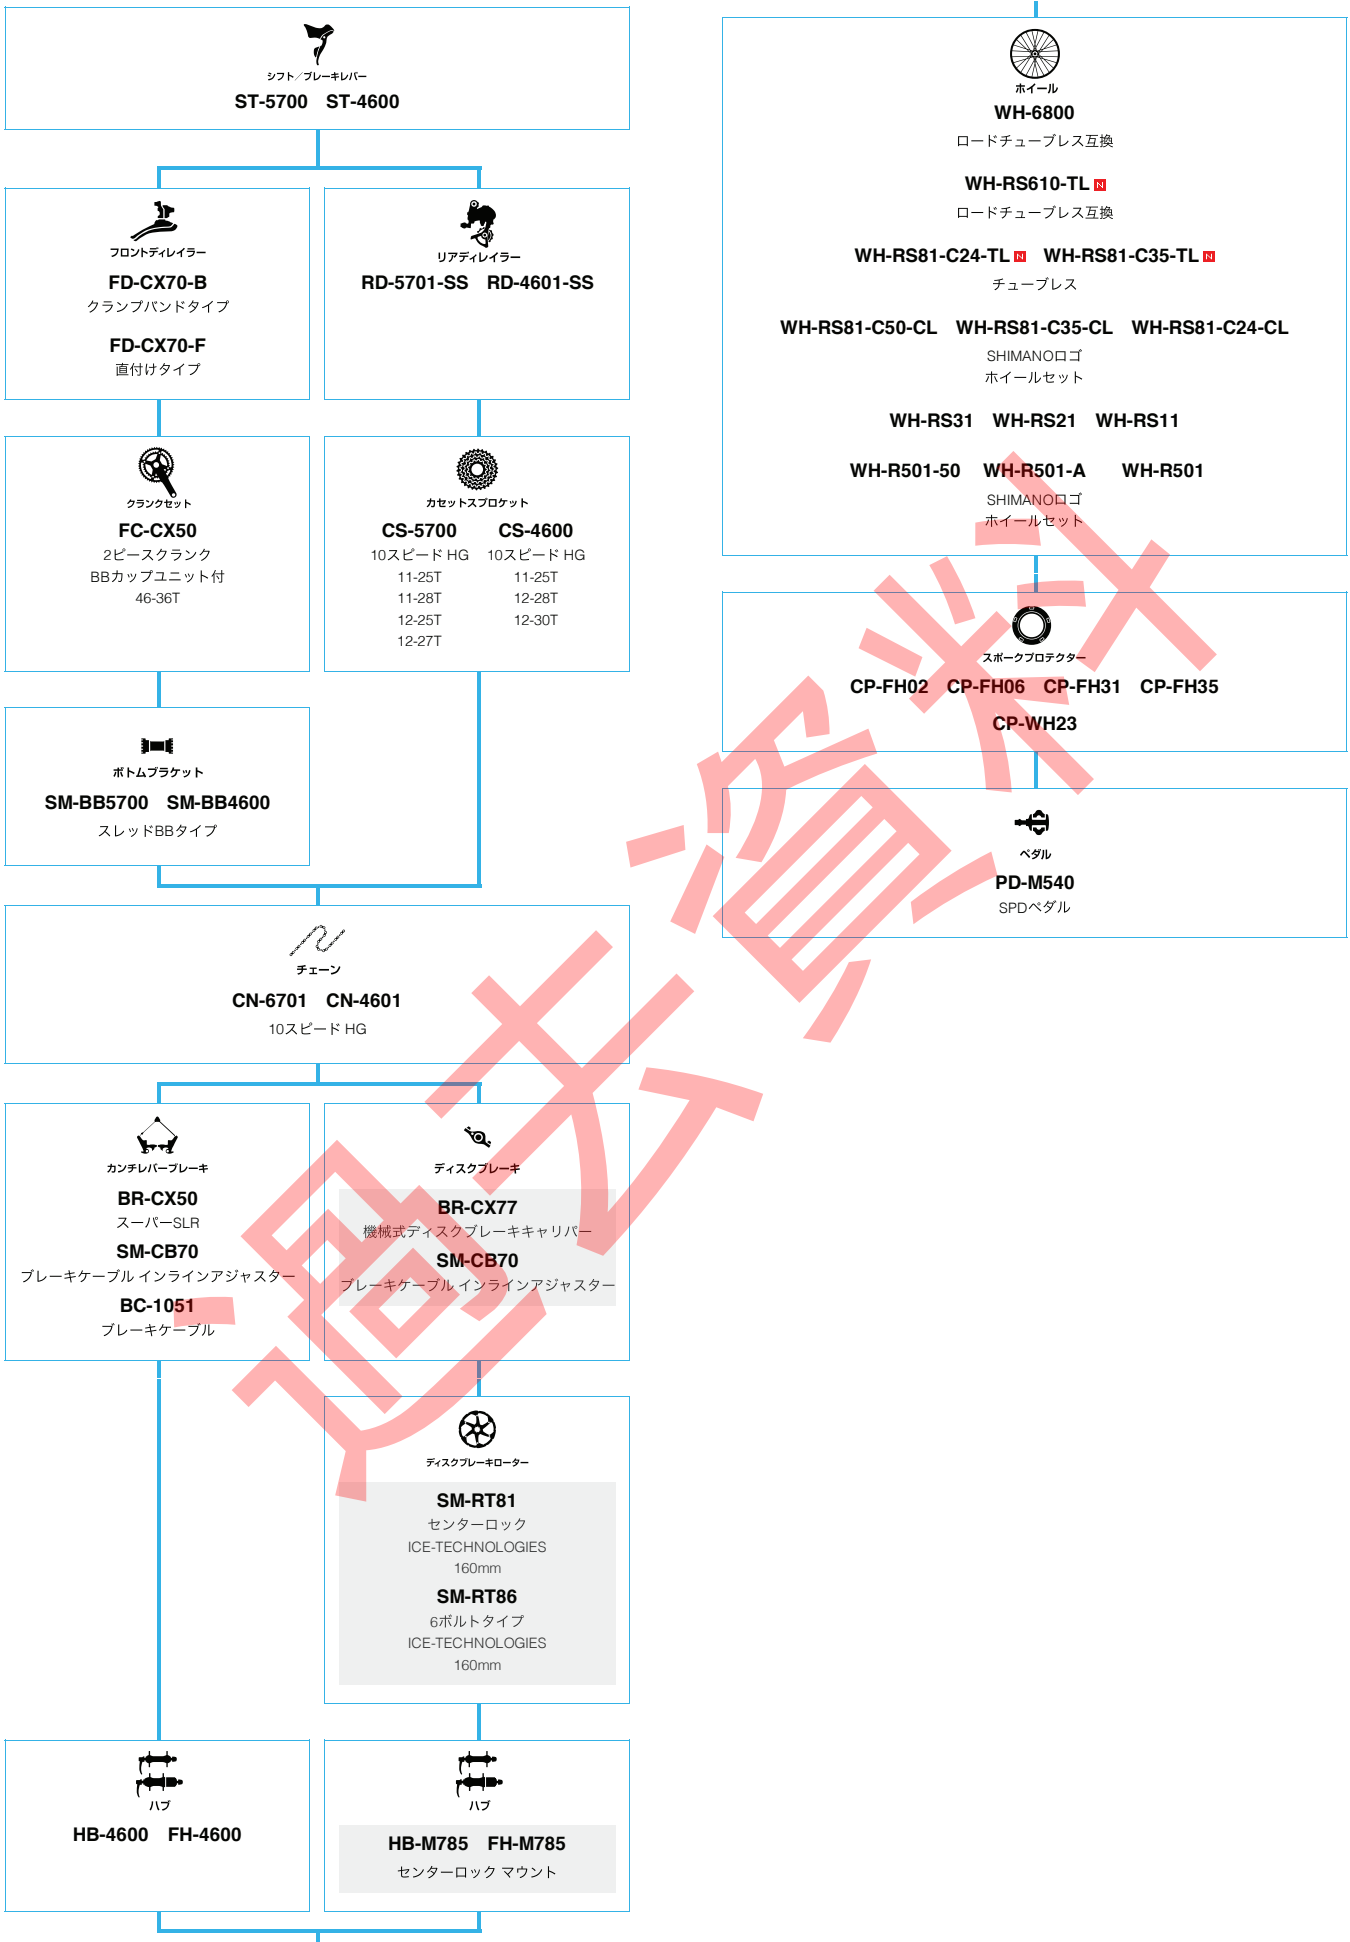 シフト／ブレーキレバー
ST-5700 ST-4600
フロントディレイラー
FD-CX70-B
クランプバンドタイプ
FD-CX70-F
直付けタイプ
リアディレイラー
RD-5701-SS RD-4601-SS
クランクセット
FC-CX50
2ピースクランク
BBカップユニット付
46-36T
カセットスプロケット
CS-5700 CS-4600
10スピード HG 10スピード HG
11-25T 11-25T
11-28T 12-28T
12-25T 12-30T
12-27T
ボトムブラケット
SM-BB5700 SM-BB4600
スレッドBBタイプ
チェーン
CN-6701 CN-4601
10スピード HG
カンチレバーブレーキ
BR-CX50
スーパーSLR
SM-CB70
ブレーキケーブル インラインアジャスター
BC-1051
ブレーキケーブル
ディスクブレーキ
BR-CX77
機械式ディスクブレーキキャリパー
SM-CB70
ブレーキケーブル インラインアジャスター
ディスクブレーキローター
SM-RT81
センターロック
ICE-TECHNOLOGIES
160mm
SM-RT86
6ボルトタイプ
ICE-TECHNOLOGIES
160mm
ハブ
HB-4600 FH-4600
ハブ
HB-M785 FH-M785
センターロック マウント
ホイール
WH-6800
ロードチューブレス互換
WH-RS610-TL N
ロードチューブレス互換
WH-RS81-C24-TL N WH-RS81-C35-TL N
チューブレス
WH-RS81-C50-CL WH-RS81-C35-CL WH-RS81-C24-CL
SHIMANOロゴ
ホイールセット
WH-RS31 WH-RS21 WH-RS11
WH-R501-50 WH-R501-A WH-R501
SHIMANOロゴ
ホイールセット
スポークプロテクター
CP-FH02 CP-FH06 CP-FH31 CP-FH35
CP-WH23
ペダル
PD-M540
SPDペダル
過去資料